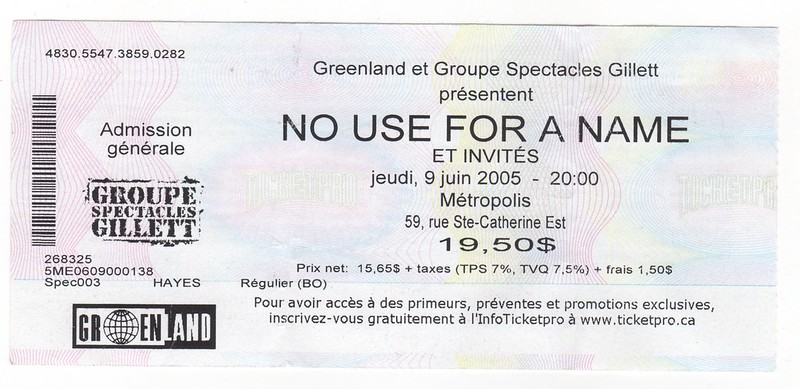 4830.5547.3859.0282
Greenland et Groupe Spectacles Gillett
présentent
NO USE FOR A NAME
ET INVITÉS
jeudi, 9 juin 2005 - 20:00
Métropolis
59, rue Ste-Catherine Est
19,50$
Prix net: 15,65$ + taxes (TPS 7%, TVQ 7,5%) + frais 1,50$
Admission
générale
GROUPE
SPECTACLES
GILLETT
TICKETPRO
TICKETPRO
268325
5ME0609000138
Spec003 HAYES Régulier (BO)
GREENLAND
Pour avoir accès à des primeurs, préventes et promotions exclusives,
inscrivez-vous gratuitement à l'InfoTicketpro à www.ticketpro.ca